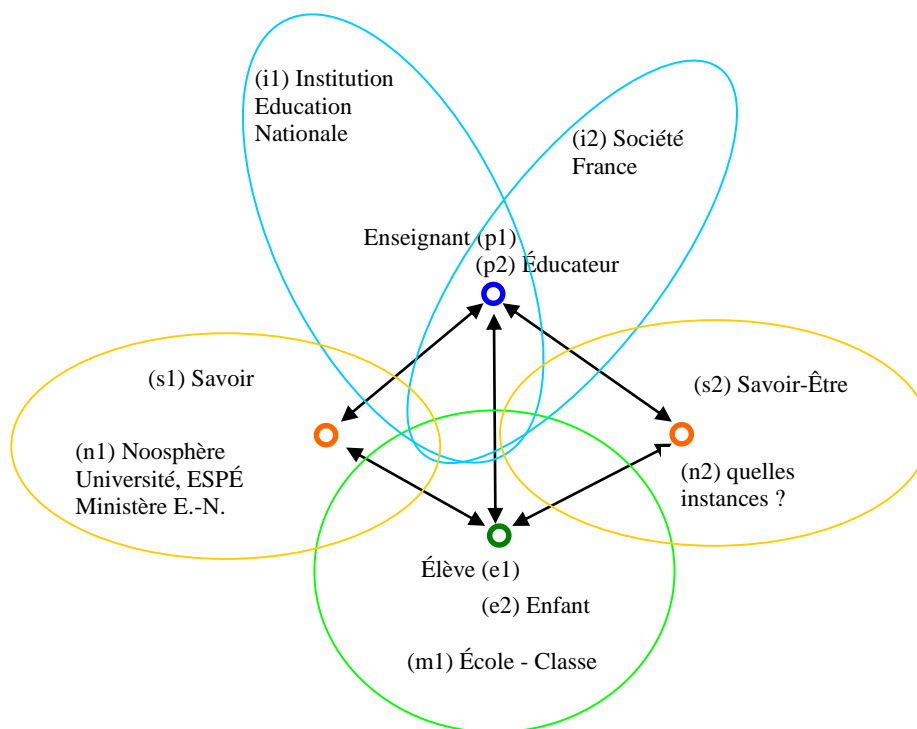 (i1) Institution
Education
Nationale
(i2) Société
France
Enseignant (p1)
(p2) Éducateur
(s1) Savoir
(s2) Savoir-Être
(n1) Noosphère
Université, ESPÉ
Ministère E.-N.
(n2) quelles
instances ?
Élève (e1)
(e2) Enfant
(m1) École - Classe